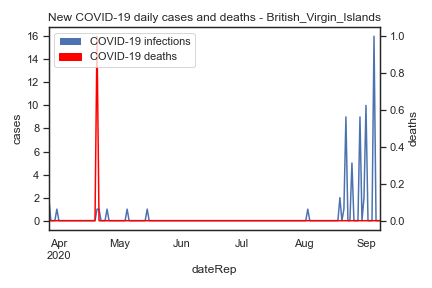 New COVID-19 daily cases and deaths - British_Virgin_Islands
COVID-19 infections
COVID-19 deaths
16
14
12
10
8
6
4
2
0
cases
1.0
0.8
0.6
0.4
0.2
0.0
deaths
Apr
2020
May
Jun
Jul
Aug
Sep
dateRep